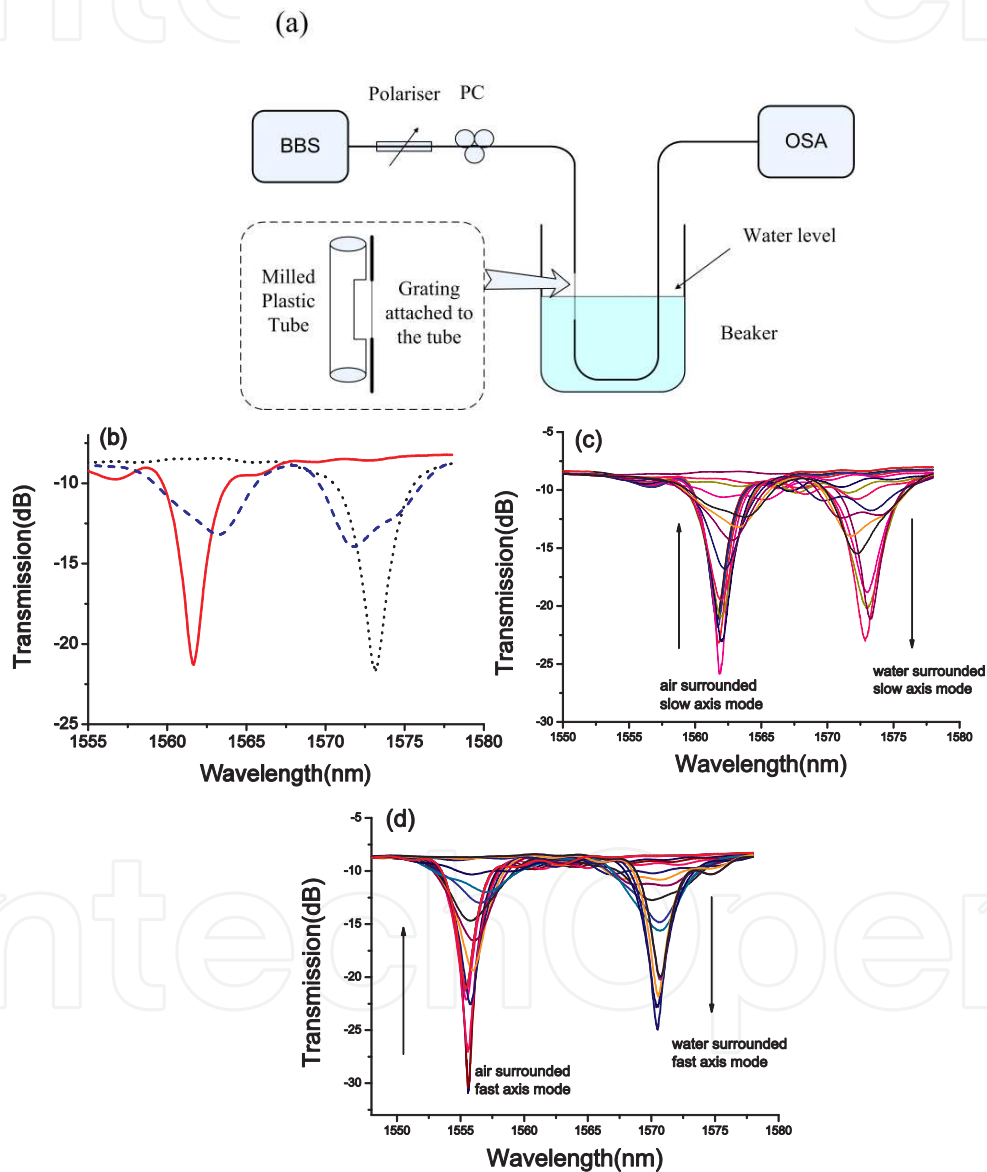 (a)
Polariser
PC
BBS
OSA
Water level
Milled
Plastic
Tube
Grating
attached to
the tube
Beaker
(b)
-10
-15
-20
-25
Transmission(dB)
1555
1560
1565
1570
1575
1580
Wavelength(nm)
(c)
-5
-10
-15
-20
-25
-30
Transmission(dB)
air surrounded
slow axis mode
water surrounded
slow axis mode
1550
1555
1560
1565
1570
1575
1580
Wavelength(nm)
(d)
-5
-10
-15
-20
-25
-30
Transmission(dB)
air surrounded
fast axis mode
water surrounded
fast axis mode
1550
1555
1560
1565
1570
1575
1580
Wavelength(nm)